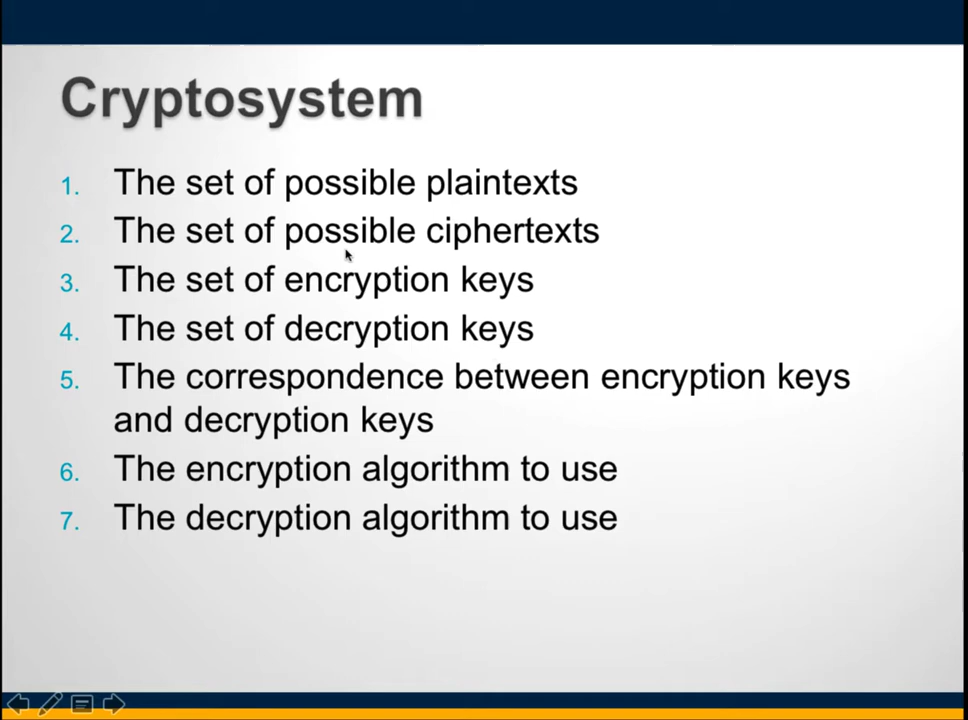 Cryptosystem
1. The set of possible plaintexts
2. The set of possible ciphertexts
3. The set of encryption keys
4. The set of decryption keys
5. The correspondence between encryption keys
and decryption keys
6. The encryption algorithm to use
7. The decryption algorithm to use